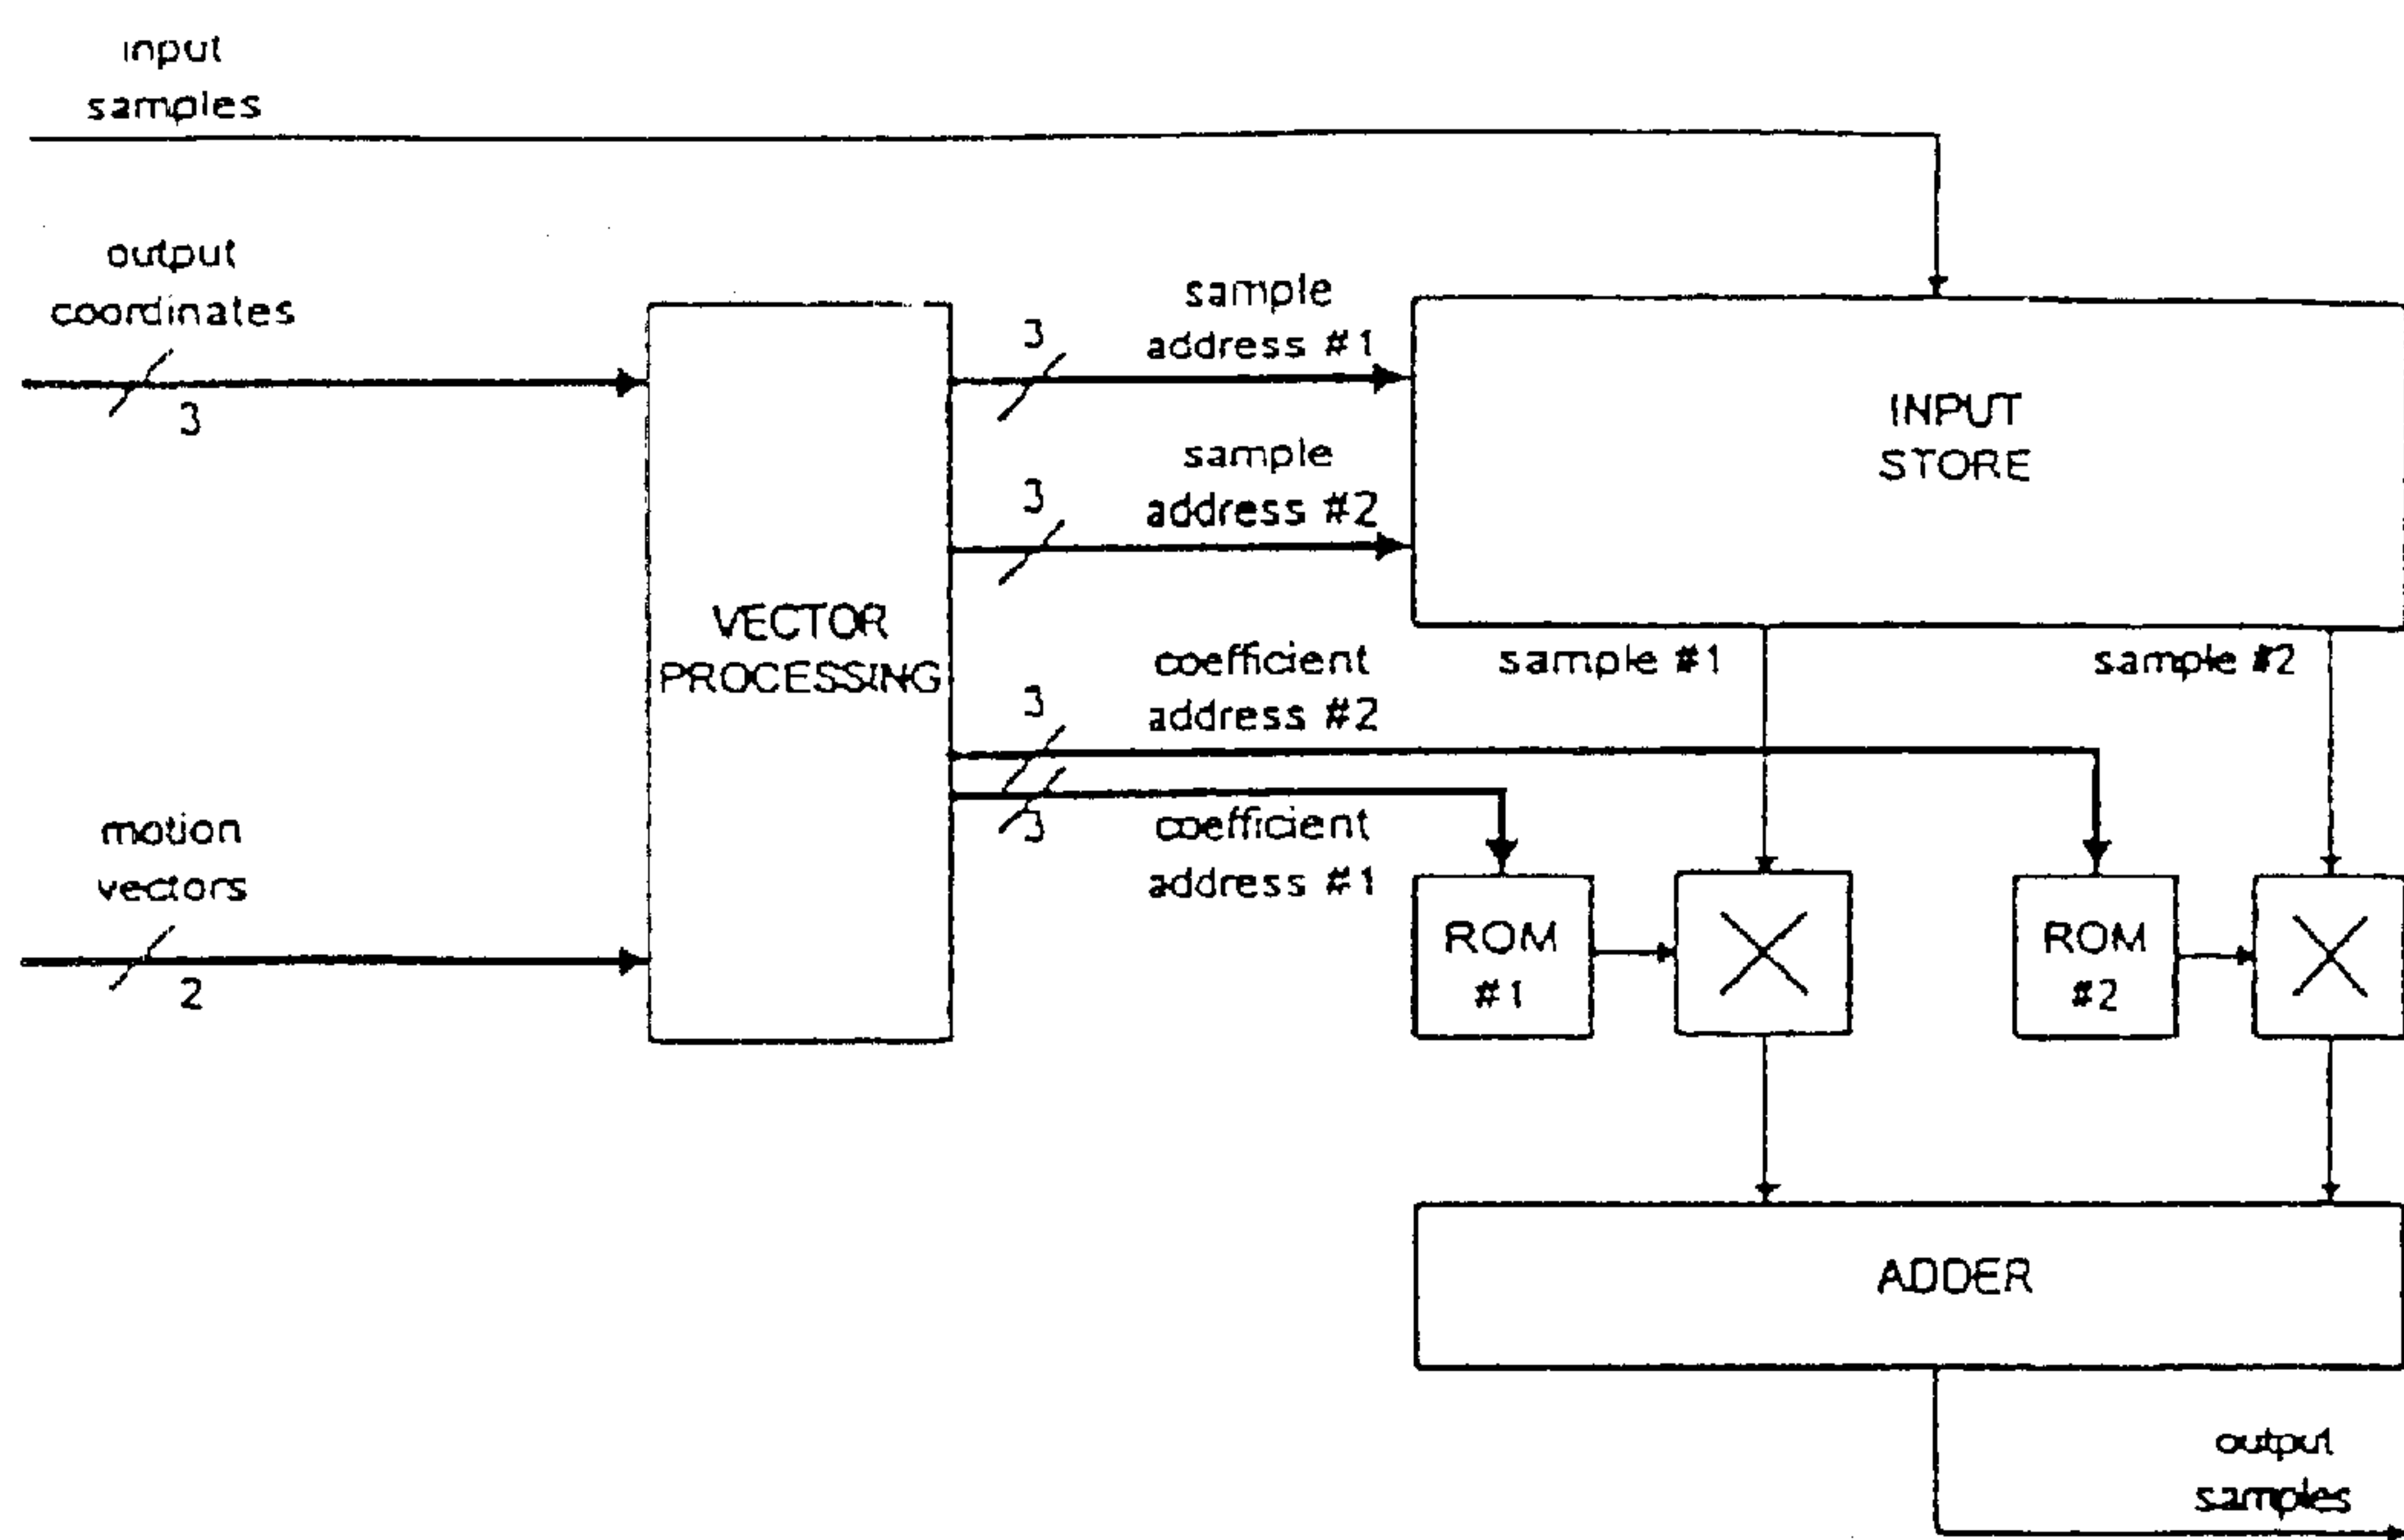 input
samples
output
coordinates
3
VECTOR
PROCESSING
motion
vectors
2
3
sample
address #1
3
sample
address #2
3
coefficient
address #2
3
coefficient
address #1
INPUT
STORE
sample #1
sample #2
ROM
#1
ROM
#2
ADDER
output
samples